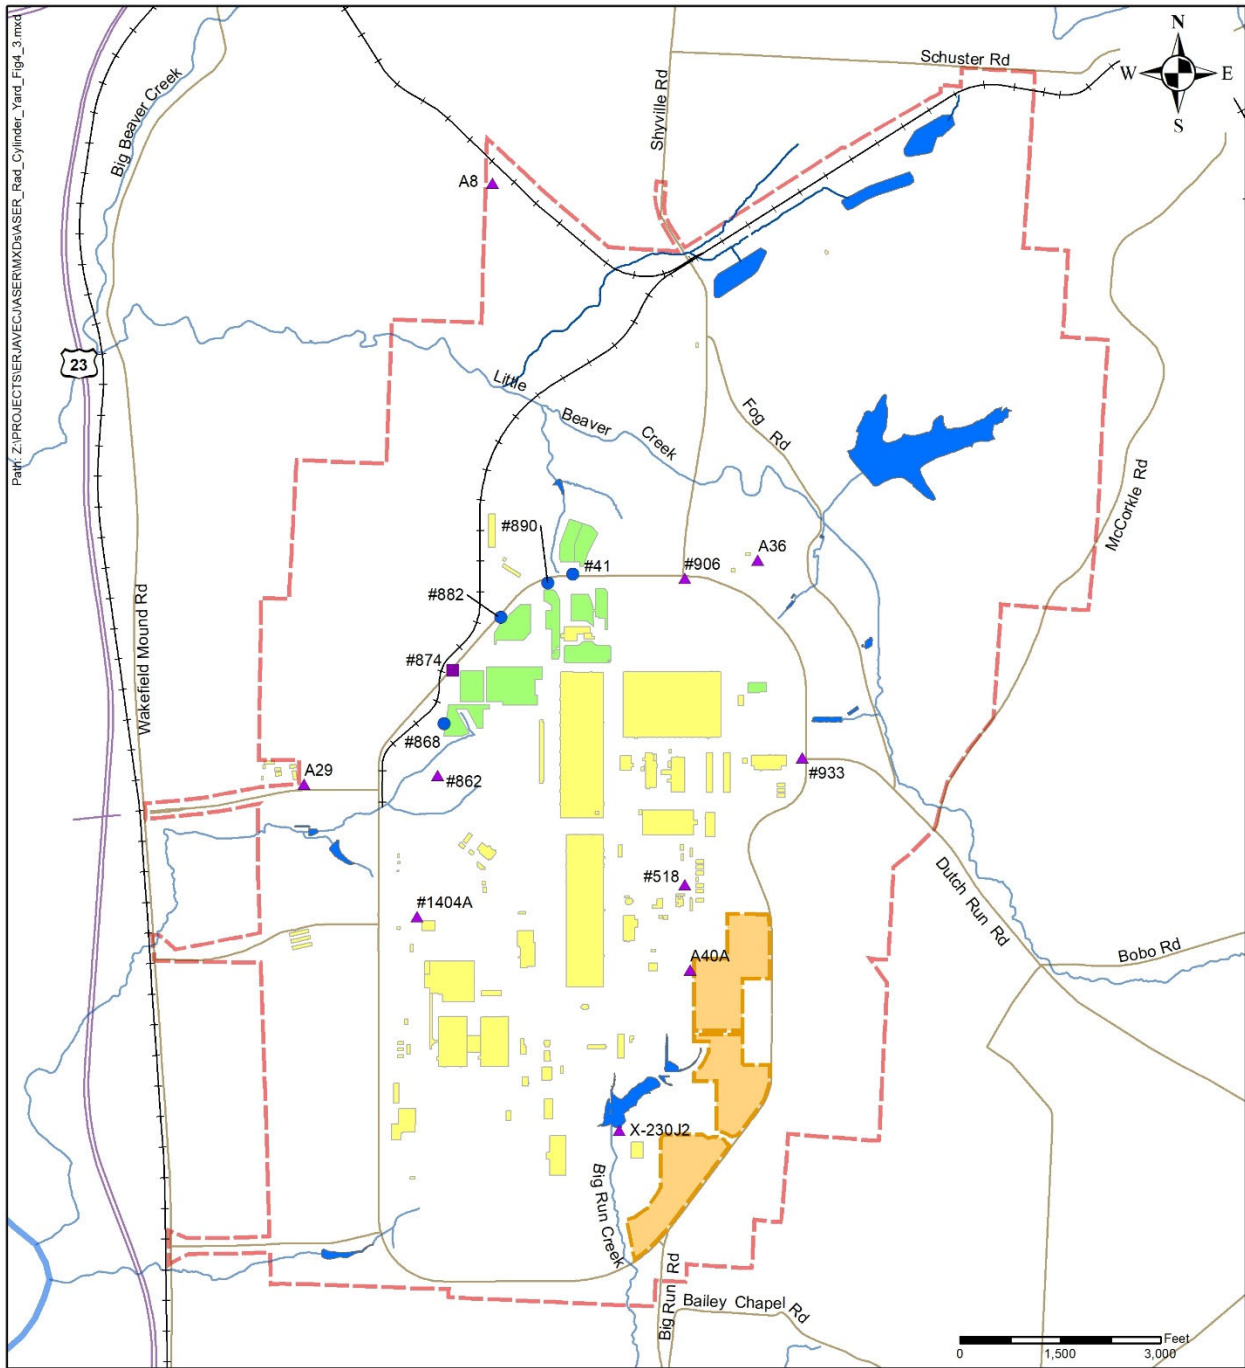 Path: Z:\PROJECTS\ERJAVECJ\ASER\MXDs\ASER_Rad_Cylinder_Yard_Fig4_3.mxd
N
W E
S
Schuster Rd
Big Beaver Creek
Shyville Rd
A8
23
Little Beaver Creek
Fog Rd
McCorkle Rd
#890
#41
#906
A36
#882
Wakefield Mound Rd
#874
#868
#862
A29
#933
#518
#1404A
Dutch Run Rd
Bobo Rd
A40A
X-230J2
Big Run Creek
Big Run Rd
Bailey Chapel Rd
Feet
0 1,500 3,000